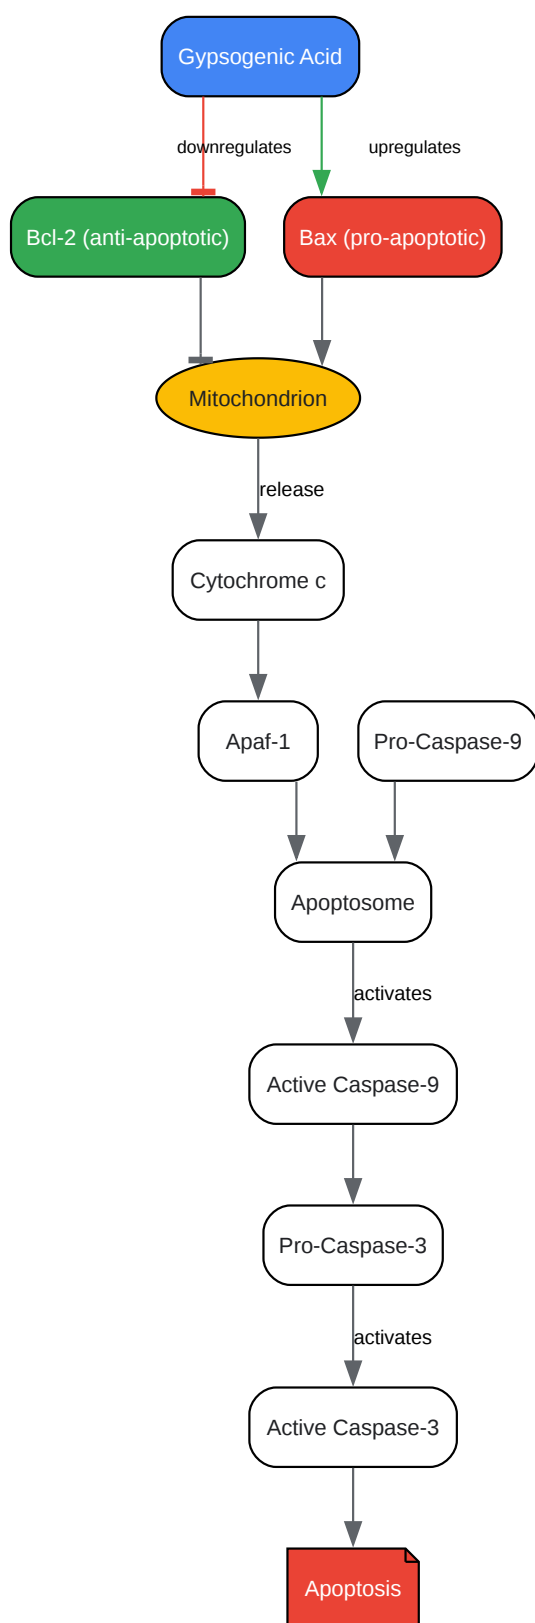 Gypsogenic Acid
downregulates
upregulates
Bcl-2 (anti-apoptotic)
Bax (pro-apoptotic)
Mitochondrion
release
Cytochrome c
Apaf-1
Pro-Caspase-9
Apoptosome
activates
Active Caspase-9
Pro-Caspase-3
activates
Active Caspase-3
Apoptosis